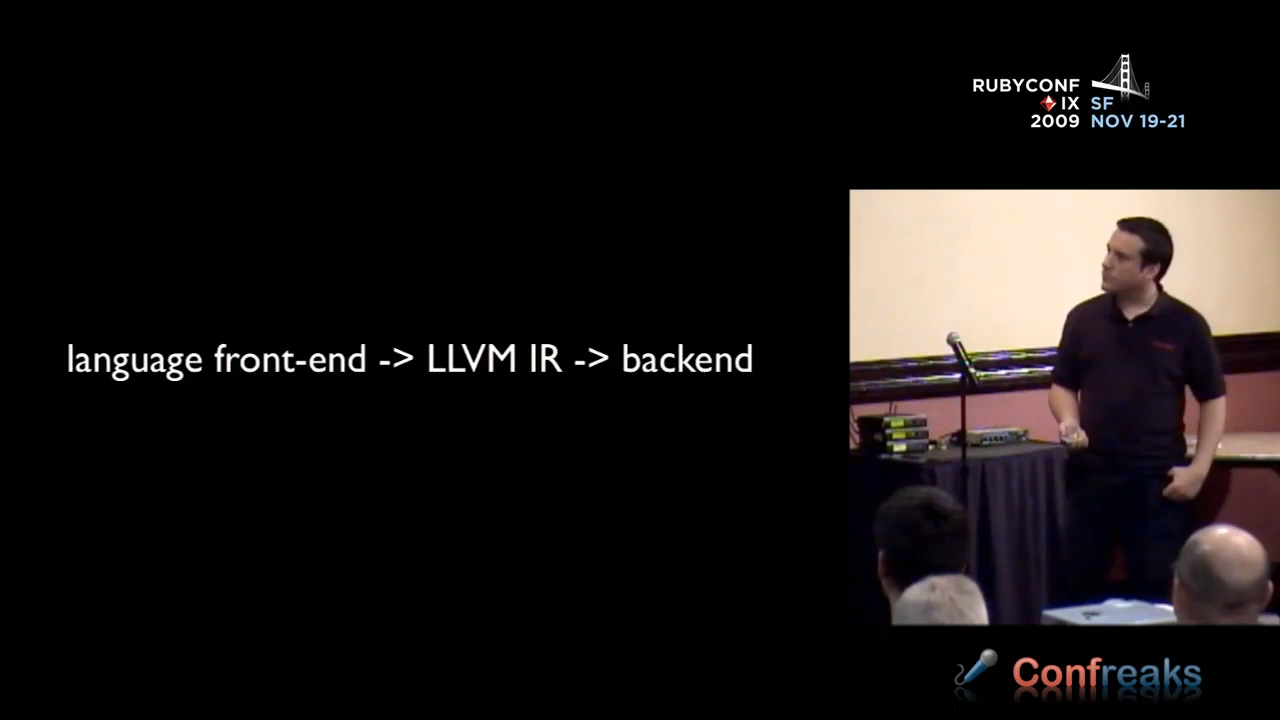 RUBYCONF
IX SF
2009 NOV 19-21
language front-end -> LLVM IR -> backend
Confreaks